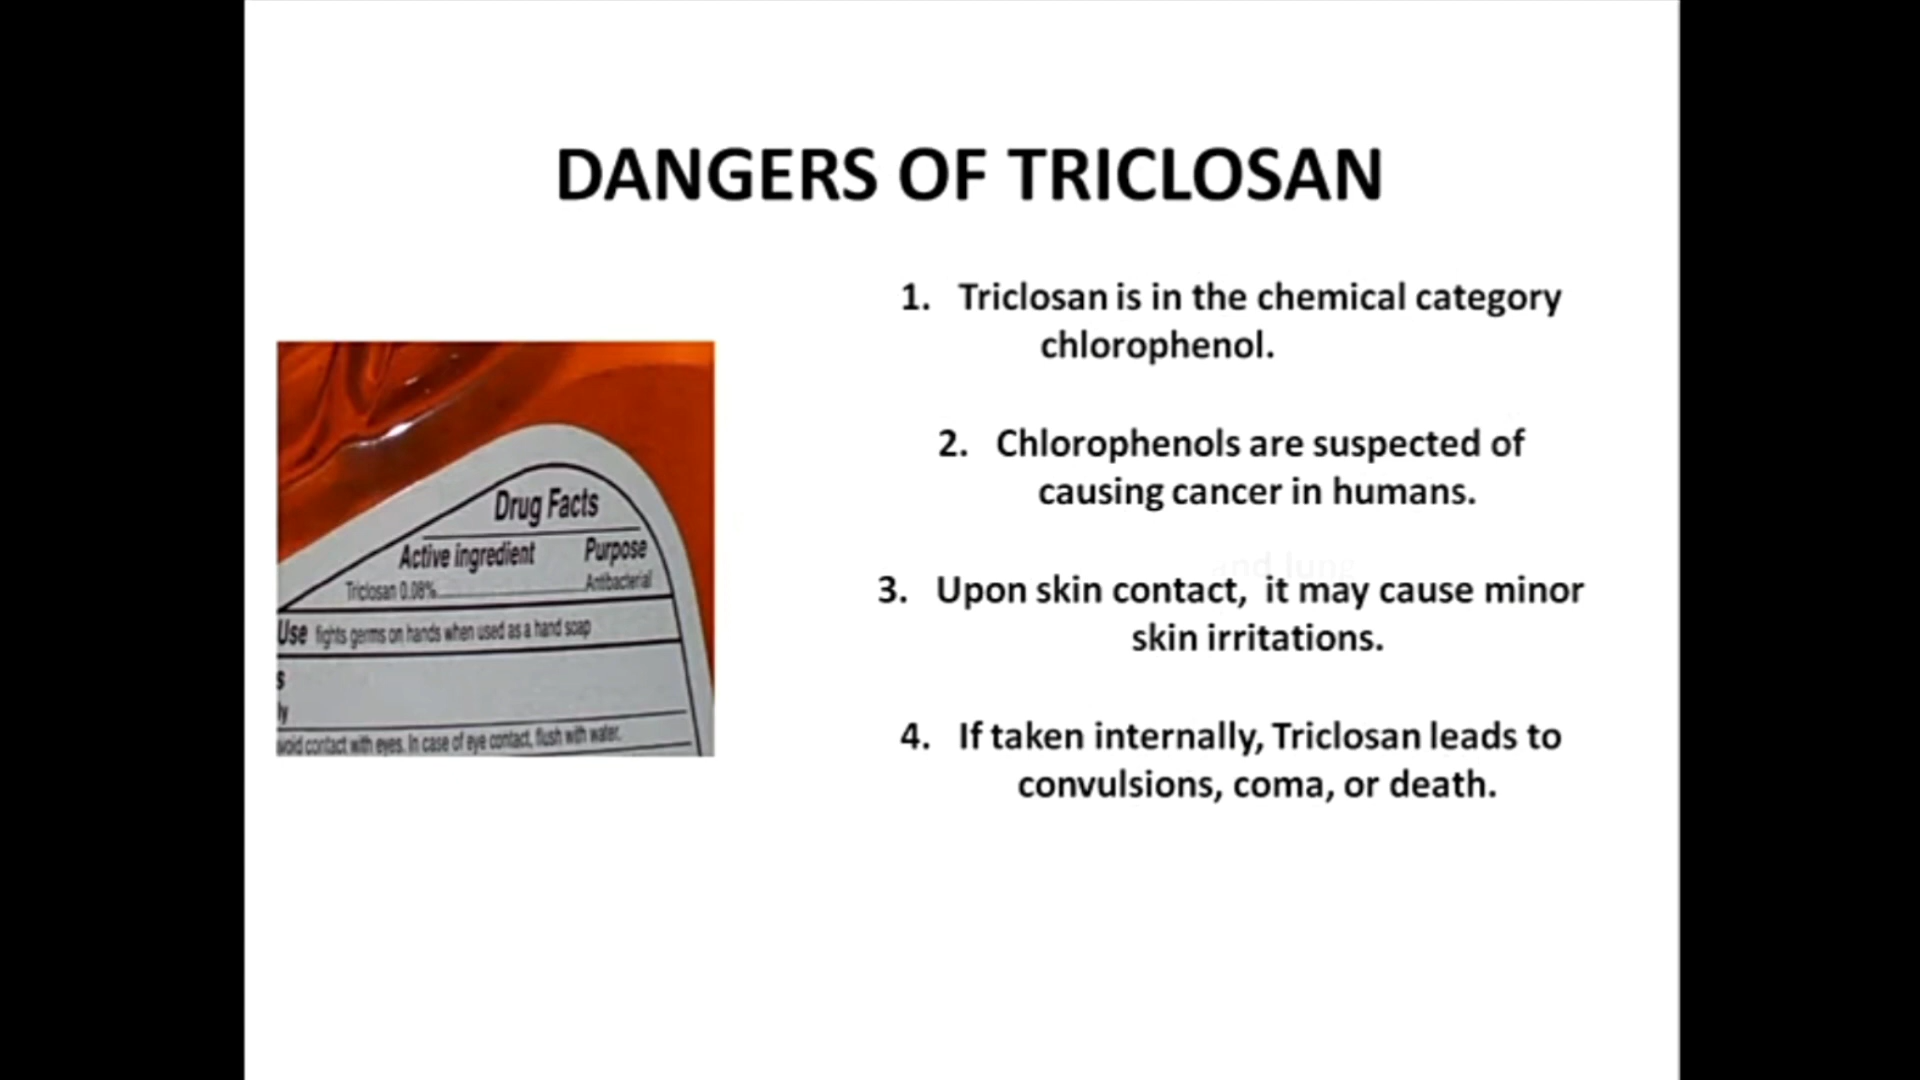 DANGERS OF TRICLOSAN
1. Triclosan is in the chemical category
chlorophenol.
2. Chlorophenols are suspected of
causing cancer in humans.
and lung
3. Upon skin contact, it may cause minor
skin irritations.
4. If taken internally, Triclosan leads to
convulsions, coma, or death.
Drug Facts
Active ingredient Purpose
Triclosan 0.08% Antibacterial
Use fights germs on hands when used as a hand soap
s
ly
void contact with eyes. In case of eye contact, flush with water.